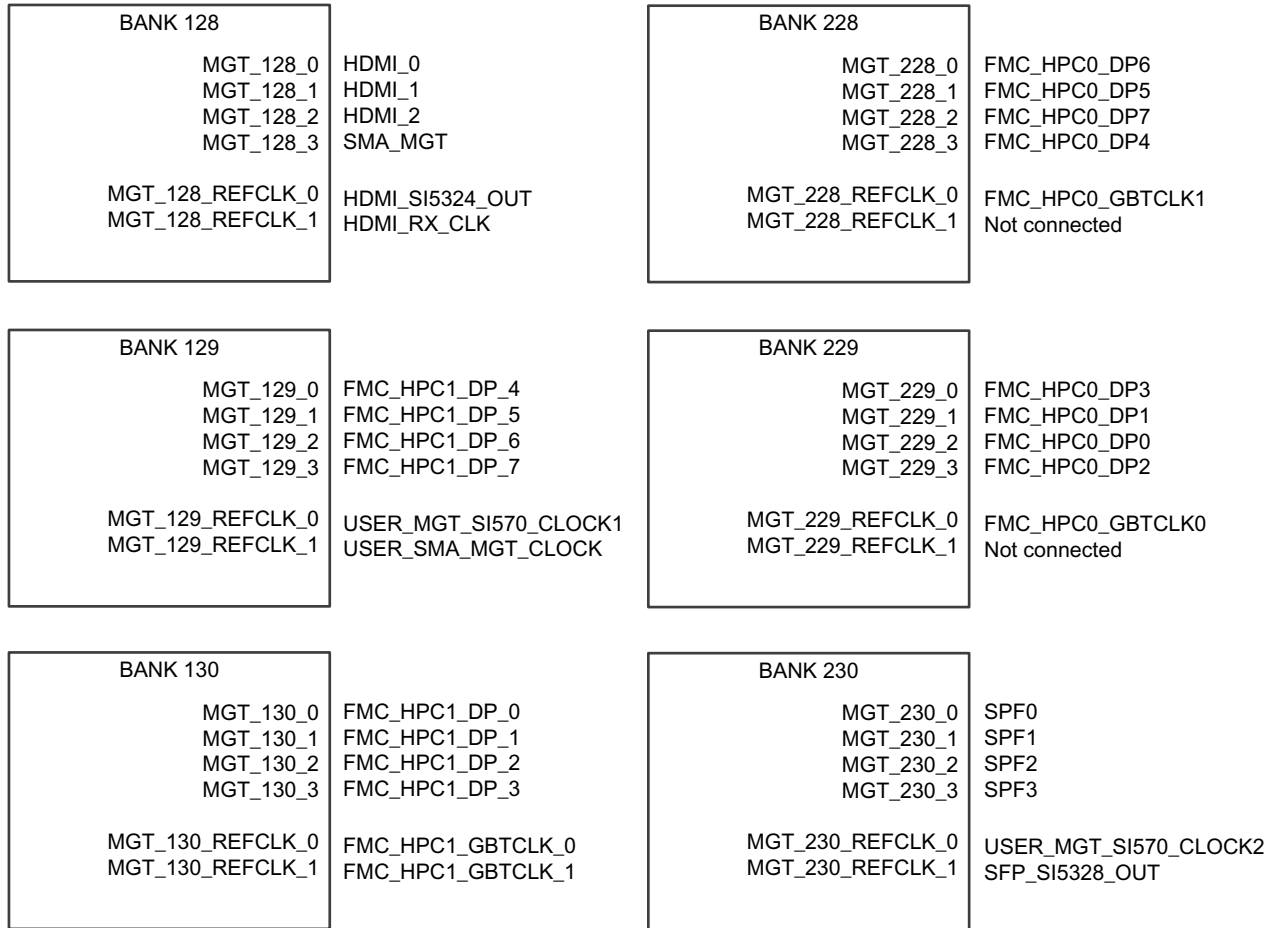 BANK 128
MGT_128_0 HDMI_0
MGT_128_1 HDMI_1
MGT_128_2 HDMI_2
MGT_128_3 SMA_MGT
MGT_128_REFCLK_0 HDMI_SI5324_OUT
MGT_128_REFCLK_1 HDMI_RX_CLK
BANK 228
MGT_228_0 FMC_HPC0_DP6
MGT_228_1 FMC_HPC0_DP5
MGT_228_2 FMC_HPC0_DP7
MGT_228_3 FMC_HPC0_DP4
MGT_228_REFCLK_0 FMC_HPC0_GBTCLK1
MGT_228_REFCLK_1 Not connected
BANK 129
MGT_129_0 FMC_HPC1_DP_4
MGT_129_1 FMC_HPC1_DP_5
MGT_129_2 FMC_HPC1_DP_6
MGT_129_3 FMC_HPC1_DP_7
MGT_129_REFCLK_0 USER_MGT_SI570_CLOCK1
MGT_129_REFCLK_1 USER_SMA_MGT_CLOCK
BANK 229
MGT_229_0 FMC_HPC0_DP3
MGT_229_1 FMC_HPC0_DP1
MGT_229_2 FMC_HPC0_DP0
MGT_229_3 FMC_HPC0_DP2
MGT_229_REFCLK_0 FMC_HPC0_GBTCLK0
MGT_229_REFCLK_1 Not connected
BANK 130
MGT_130_0 FMC_HPC1_DP_0
MGT_130_1 FMC_HPC1_DP_1
MGT_130_2 FMC_HPC1_DP_2
MGT_130_3 FMC_HPC1_DP_3
MGT_130_REFCLK_0 FMC_HPC1_GBTCLK_0
MGT_130_REFCLK_1 FMC_HPC1_GBTCLK_1
BANK 230
MGT_230_0 SPF0
MGT_230_1 SPF1
MGT_230_2 SPF2
MGT_230_3 SPF3
MGT_230_REFCLK_0 USER_MGT_SI570_CLOCK2
MGT_230_REFCLK_1 SFP_SI5328_OUT